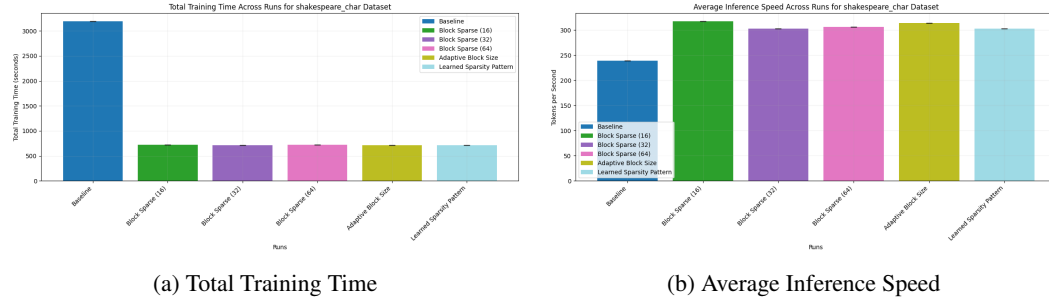 Total Training Time Across Runs for shakespeare_char Dataset
Total Training Time (seconds)
3000
2500
2000
1500
1000
500
0
Baseline
Block Sparse (16)
Block Sparse (32)
Block Sparse (64)
Adaptive Block Size
Learned Sparsity Pattern
Baseline
Block Sparse (16)
Block Sparse (32)
Block Sparse (64)
Adaptive Block Size
Learned Sparsity Pattern
Runs
(a) Total Training Time
Average Inference Speed Across Runs for shakespeare_char Dataset
Tokens per Second
300
250
200
150
100
50
0
Baseline
Block Sparse (16)
Block Sparse (32)
Block Sparse (64)
Adaptive Block Size
Learned Sparsity Pattern
Baseline
Block Sparse (16)
Block Sparse (32)
Block Sparse (64)
Adaptive Block Size
Learned Sparsity Pattern
Runs
(b) Average Inference Speed